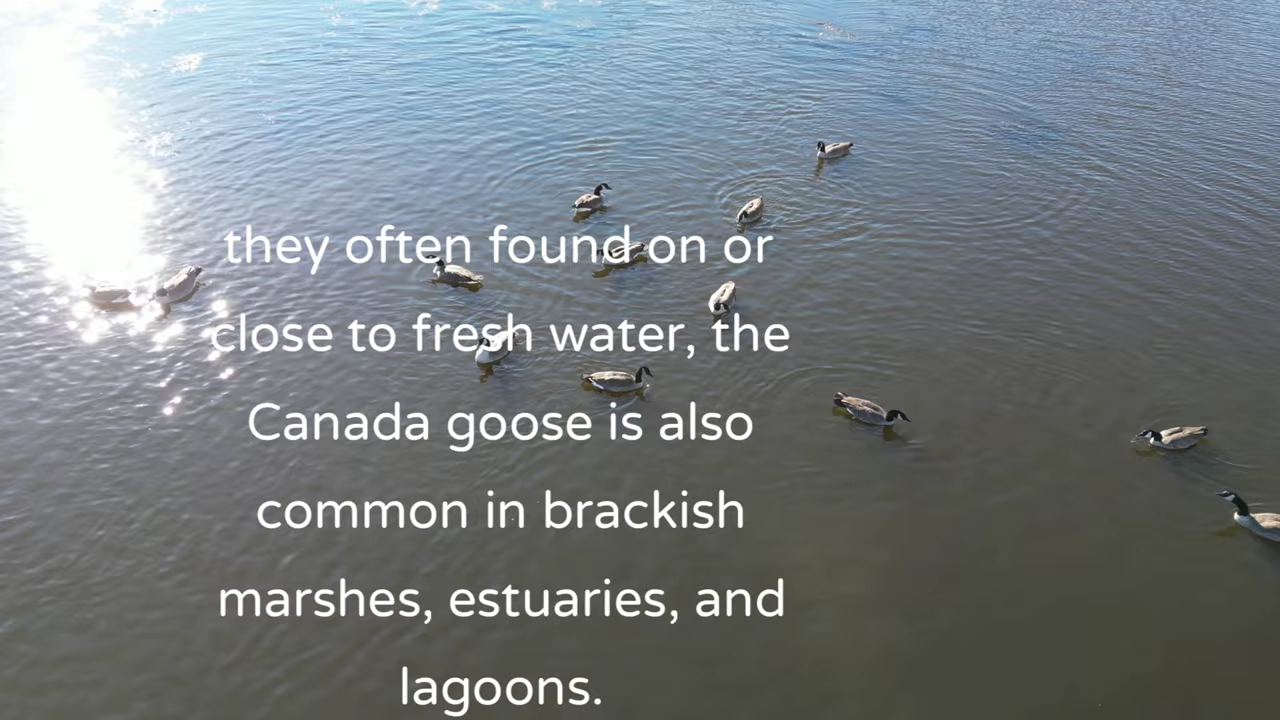 they often found on or
close to fresh water, the
Canada goose is also
common in brackish
marshes, estuaries, and
lagoons.